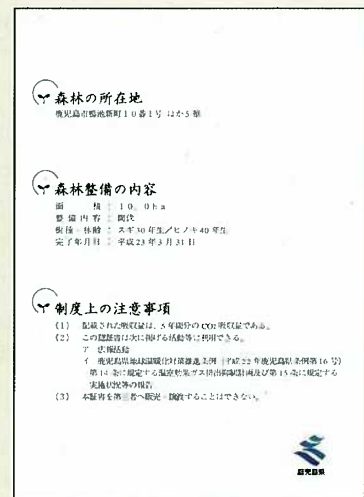 森林の所在地
鹿児島市鴨池新町10番1号 ほか3筆
森林整備の内容
面積：10.0ha
整備内容：間伐
樹種・林齢：スギ30年生／ヒノキ40年生
完了年月日：平成23年3月31日
制度上の注意事項
(1) 記載された吸収量は、5年間分のCO2吸収量である。
(2) この認証書は次に掲げる活動等に利用できる。
ア 広報活動
イ 鹿児島県地球温暖化対策推進条例（平成22年鹿児島県条例第16号）
第14条に規定する温室効果ガス排出抑制計画及び第15条に規定する
実施状況等の報告
(3) 本証書を第三者へ販売・譲渡することはできない。
鹿児島県